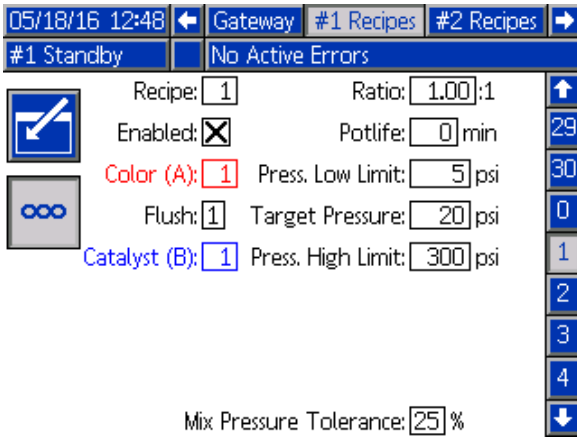 05/18/16 12:48 Gateway #1 Recipes #2 Recipes
#1 Standby No Active Errors
Recipe: 1 Ratio: 1.00:1
Enabled: Potlife: 0 min 29
Color (A): 1 Press. Low Limit: 5 psi 30
Flush: 1 Target Pressure: 20 psi 0
Catalyst (B): 1 Press. High Limit: 300 psi 1
2
3
4
Mix Pressure Tolerance: 25 %